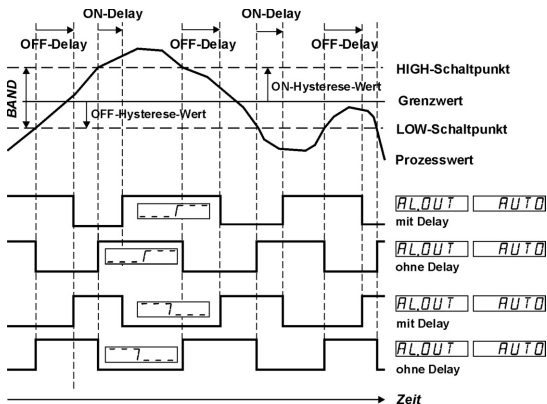 ON-Delay ON-Delay
OFF-Delay OFF-Delay OFF-Delay
HIGH-Schaltpunkt
ON-Hysterese-Wert
BAND
Grenzwert
OFF-Hysterese-Wert
LOW-Schaltpunkt
Prozesswert
AL.OUT AUTO
mit Delay
AL.OUT AUTO
ohne Delay
AL.OUT AUTO
mit Delay
AL.OUT AUTO
ohne Delay
Zeit